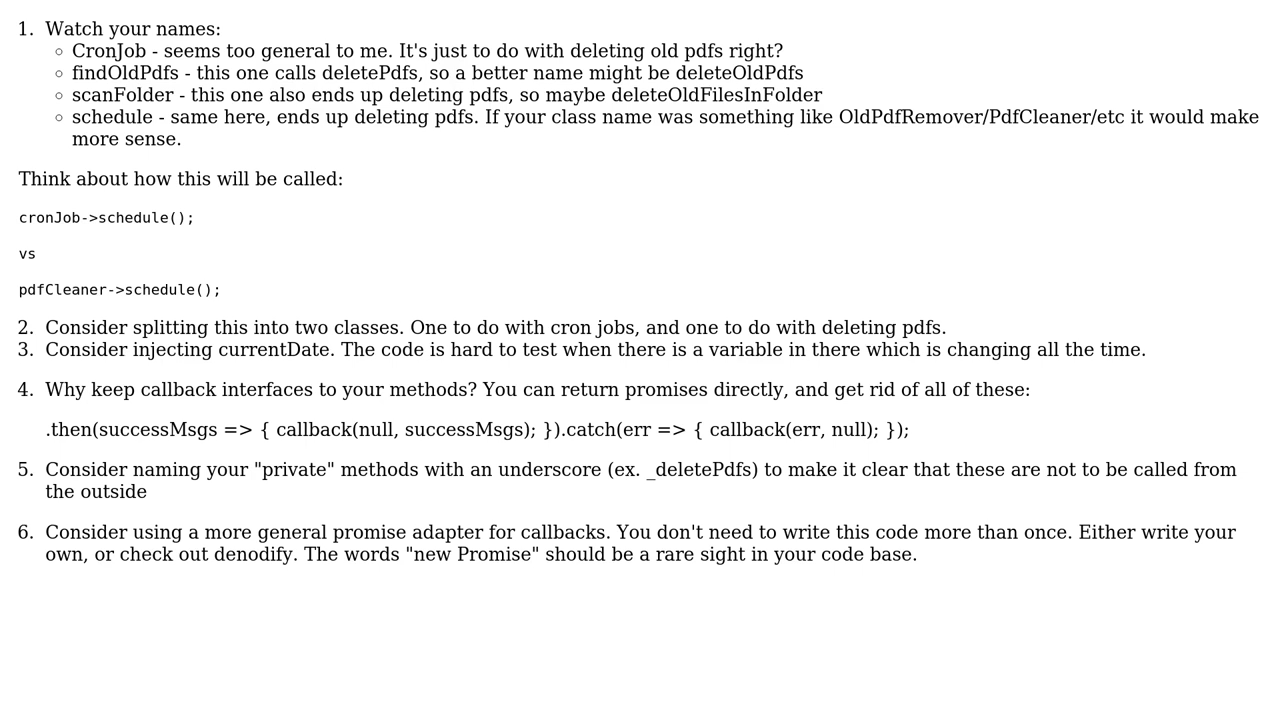 1. Watch your names:
◦ CronJob - seems too general to me. It's just to do with deleting old pdfs right?
◦ findOldPdfs - this one calls deletePdfs, so a better name might be deleteOldPdfs
◦ scanFolder - this one also ends up deleting pdfs, so maybe deleteOldFilesInFolder
◦ schedule - same here, ends up deleting pdfs. If your class name was something like OldPdfRemover/PdfCleaner/etc it would make
more sense.
Think about how this will be called:
cronJob->schedule();
vs
pdfCleaner->schedule();
2. Consider splitting this into two classes. One to do with cron jobs, and one to do with deleting pdfs.
3. Consider injecting currentDate. The code is hard to test when there is a variable in there which is changing all the time.
4. Why keep callback interfaces to your methods? You can return promises directly, and get rid of all of these:
.then(successMsgs => { callback(null, successMsgs); }).catch(err => { callback(err, null); });
5. Consider naming your "private" methods with an underscore (ex. _deletePdfs) to make it clear that these are not to be called from
the outside
6. Consider using a more general promise adapter for callbacks. You don't need to write this code more than once. Either write your
own, or check out denodify. The words "new Promise" should be a rare sight in your code base.